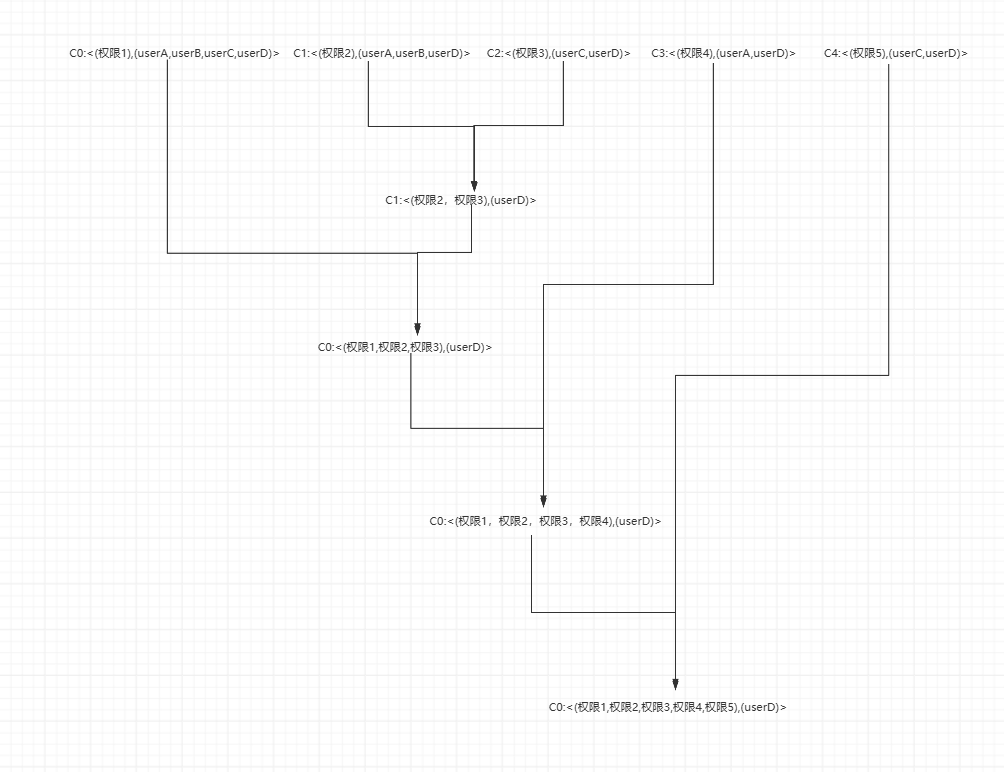 C0:<(权限1),(userA,userB,userC,userD)>
C1:<(权限2),(userA,userB,userD)>
C2:<(权限3),(userC,userD)>
C3:<(权限4),(userA,userD)>
C4:<(权限5),(userC,userD)>
C1:<(权限2，权限3),(userD)>
C0:<(权限1,权限2,权限3),(userD)>
C0:<(权限1，权限2，权限3，权限4),(userD)>
C0:<(权限1,权限2,权限3,权限4,权限5),(userD)>